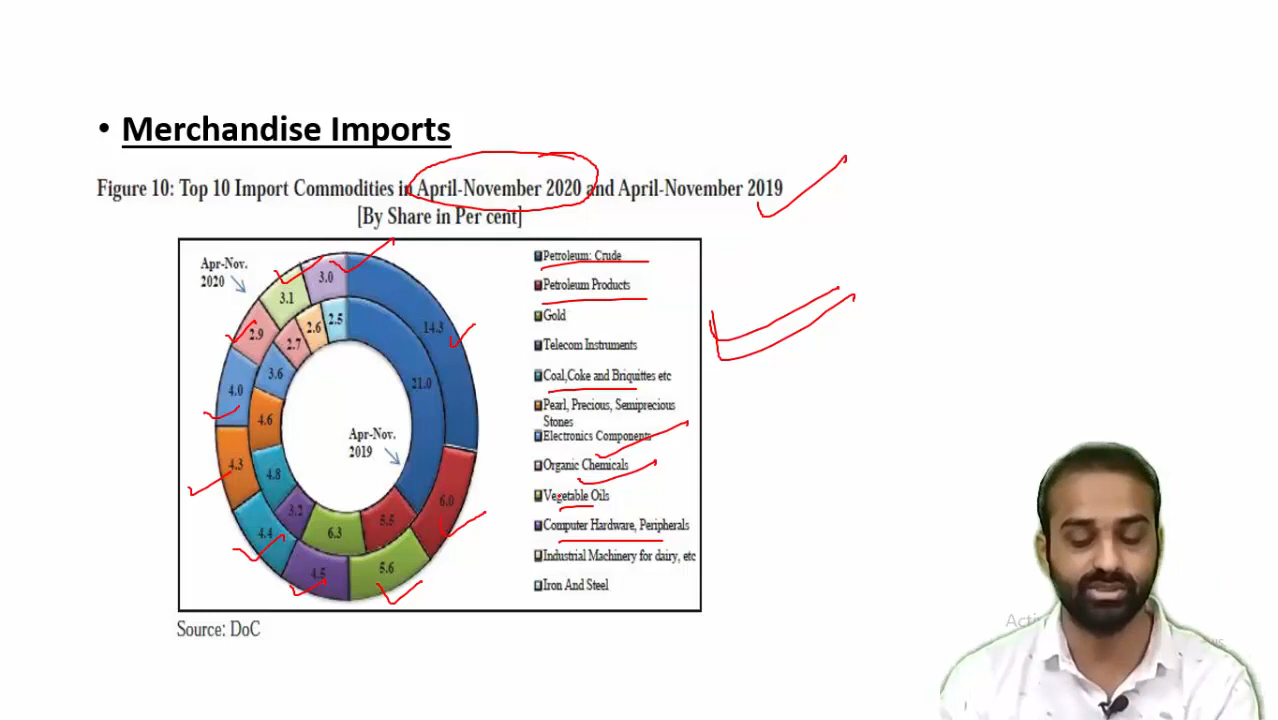 • Merchandise Imports
Figure 10: Top 10 Import Commodities in April-November 2020 and April-November 2019
[By Share in Per cent]
Apr-Nov.
2020
3.0
3.1
2.9
4.0
4.3
4.4
4.5
5.6
6.0
14.3
2.5
2.6
2.7
3.6
4.6
4.8
3.2
6.3
5.5
21.0
Apr-Nov.
2019
Petroleum: Crude
Petroleum Products
Gold
Telecom Instruments
Coal,Coke and Briquittes etc
Pearl, Precious, Semiprecious
Stones
Electronics Components
Organic Chemicals
Vegetable Oils
Computer Hardware, Peripherals
Industrial Machinery for dairy, etc
Iron And Steel
Source: DoC